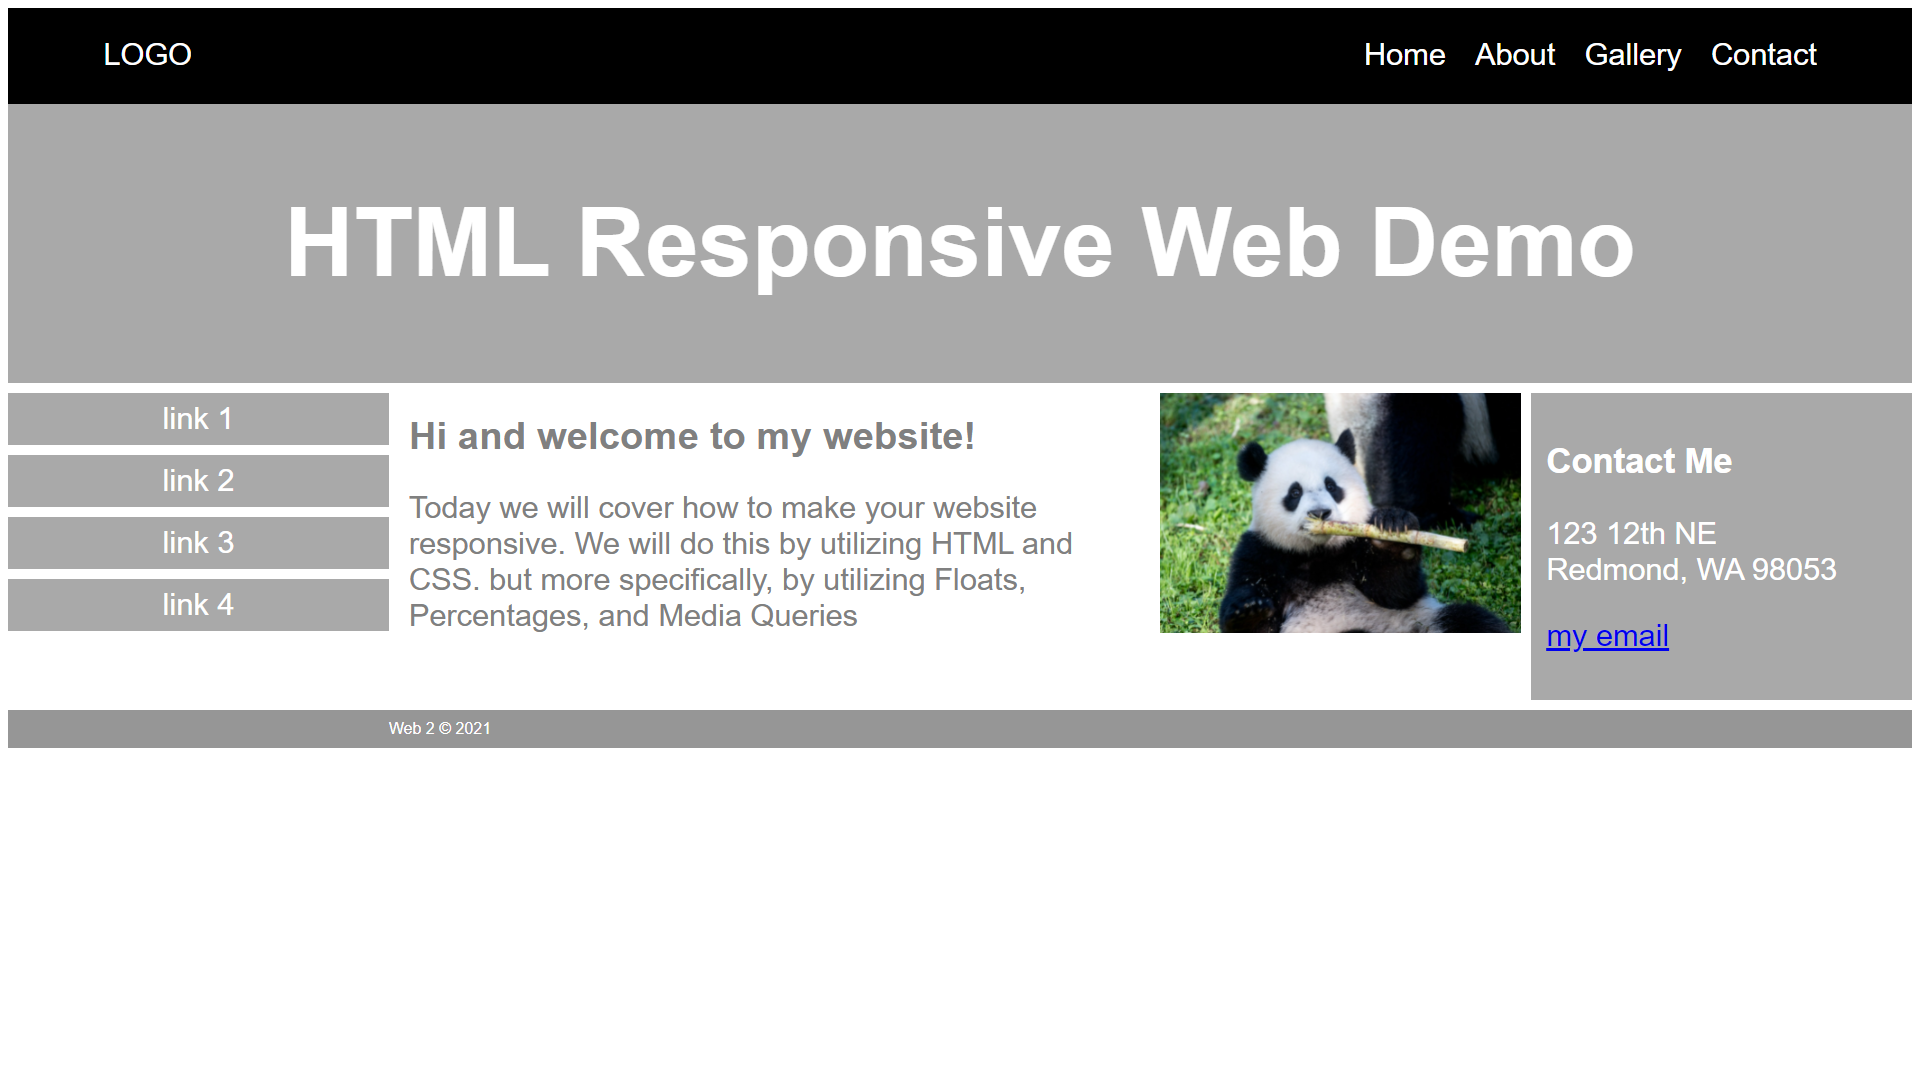 LOGO
Home About Gallery Contact
HTML Responsive Web Demo
link 1
link 2
link 3
link 4
Hi and welcome to my website!
Today we will cover how to make your website
responsive. We will do this by utilizing HTML and
CSS. but more specifically, by utilizing Floats,
Percentages, and Media Queries
Contact Me
123 12th NE
Redmond, WA 98053
my email
Web 2 © 2021